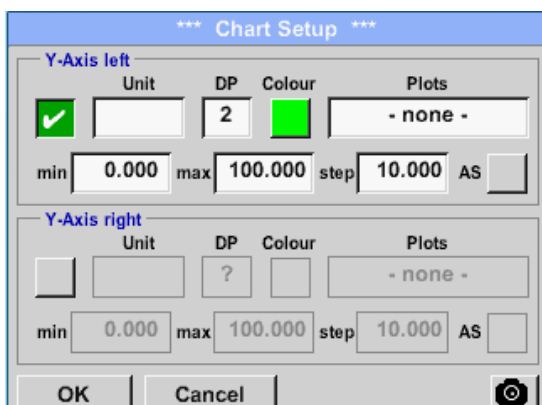 *** Chart Setup ***
Y-Axis left
Unit DP Colour Plots
2 - none -
min 0.000 max 100.000 step 10.000 AS
Y-Axis right
Unit DP Colour Plots
? - none -
min 0.000 max 100.000 step 10.000 AS
OK Cancel